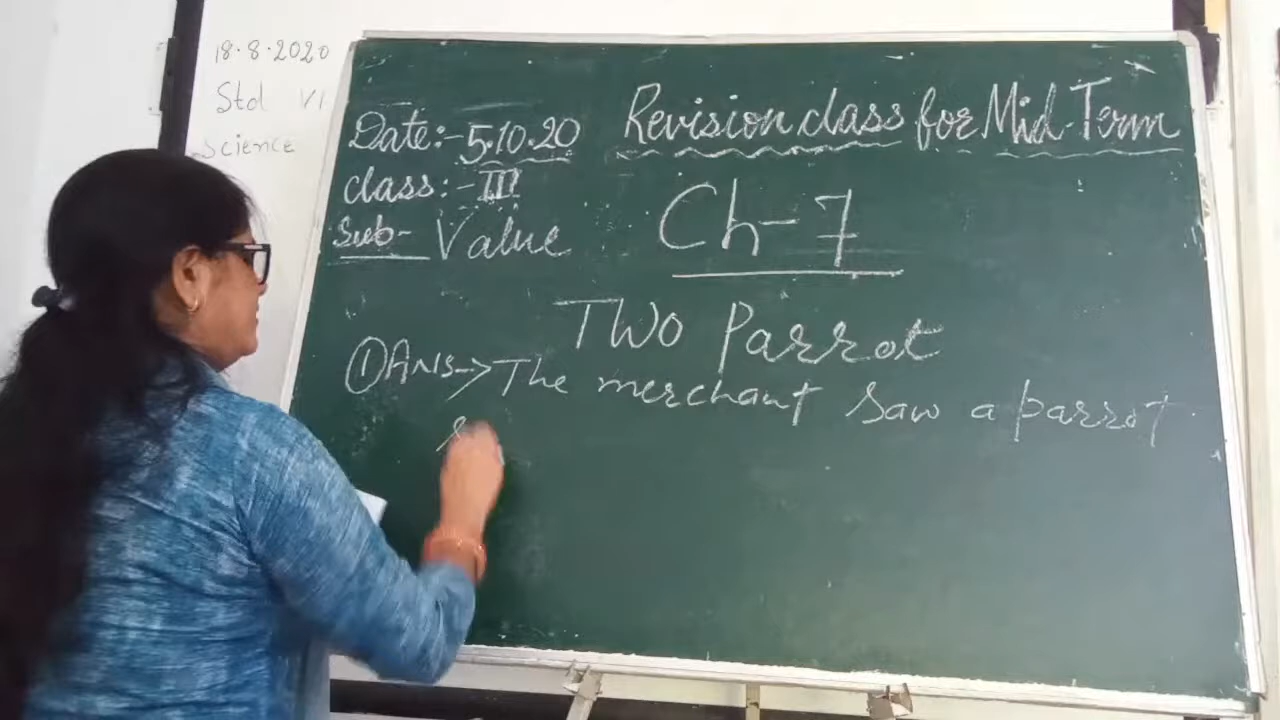 18.8.2020
Std VI
Science
Date:- 5.10.20
Revision class for Mid-Term
class:- III
Sub- Value
Ch-7
Two Parrot
① Ans-> The merchant saw a parrot